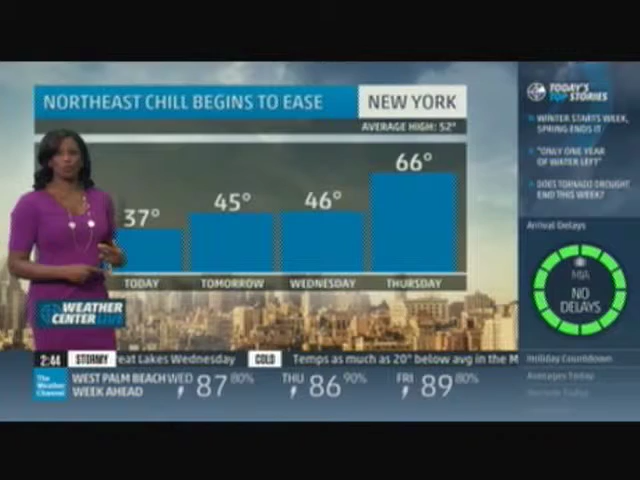 NORTHEAST CHILL BEGINS TO EASE
NEW YORK
AVERAGE HIGH: 52°
37°
45°
46°
66°
TODAY
TOMORROW
WEDNESDAY
THURSDAY
WEATHER
CENTER LIVE
TODAY'S
TOP STORIES
WINTER STARTS WEEK,
SPRING ENDS IT
"ONLY ONE YEAR
OF WATER LEFT"
DOES TORNADO DROUGHT
END THIS WEEK?
Arrival Delays
MIA
NO
DELAYS
Holiday Countdown
Averages Today
2:44
STORMY
eat Lakes Wednesday
COLD
Temps as much as 20° below avg in the M
The
Weather
Channel
WEST PALM BEACH
WEEK AHEAD
WED
87
80%
THU
86
90%
FRI
89
80%